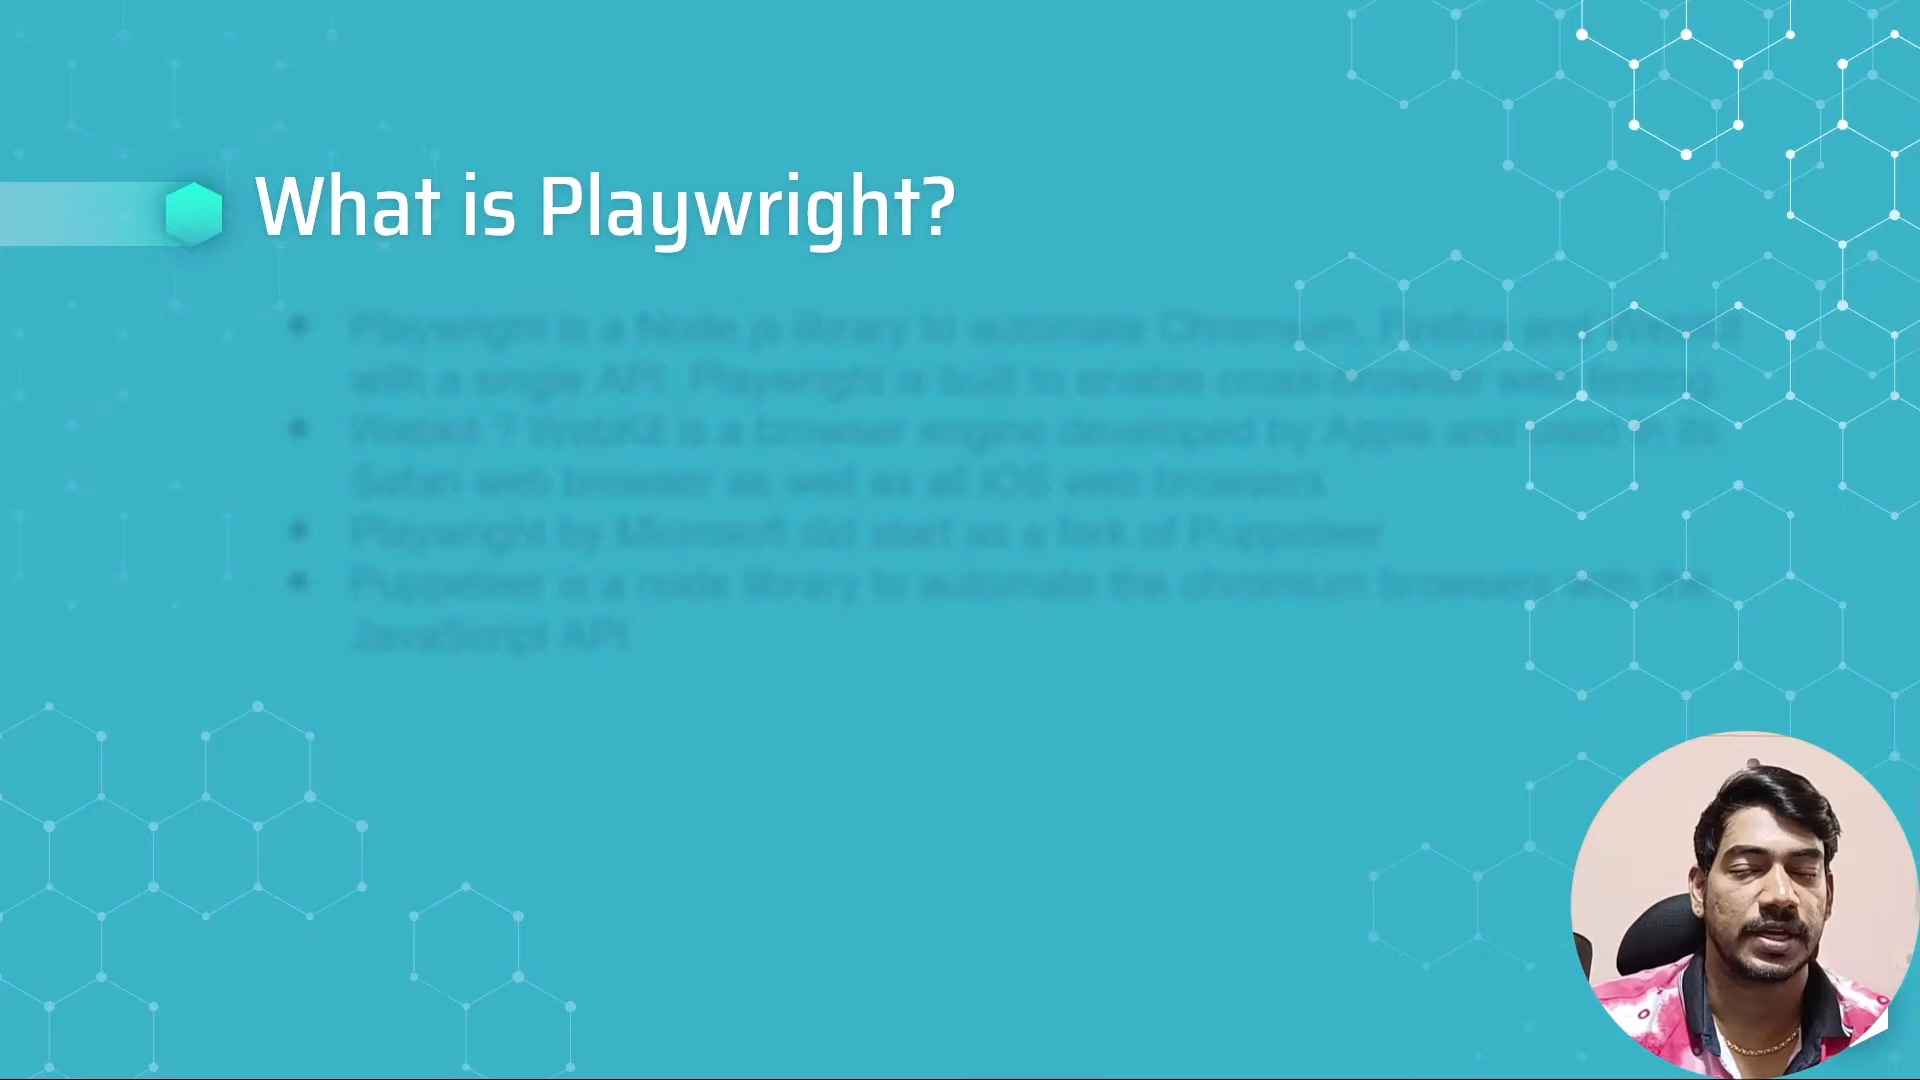 What is Playwright?
Playwright is a Node js library to automate Chromium, Firefox and WebKit
with a single API. Playwright is built to enable cross-browser web testing.
Webkit ? WebKit is a browser engine developed by Apple and used in its
Safari web browser as well as all iOS web browsers
Playwright by Microsoft did start as a fork of Puppeteer
Puppeteer is a node library to automate the chromium browsers with the
JavaScript API